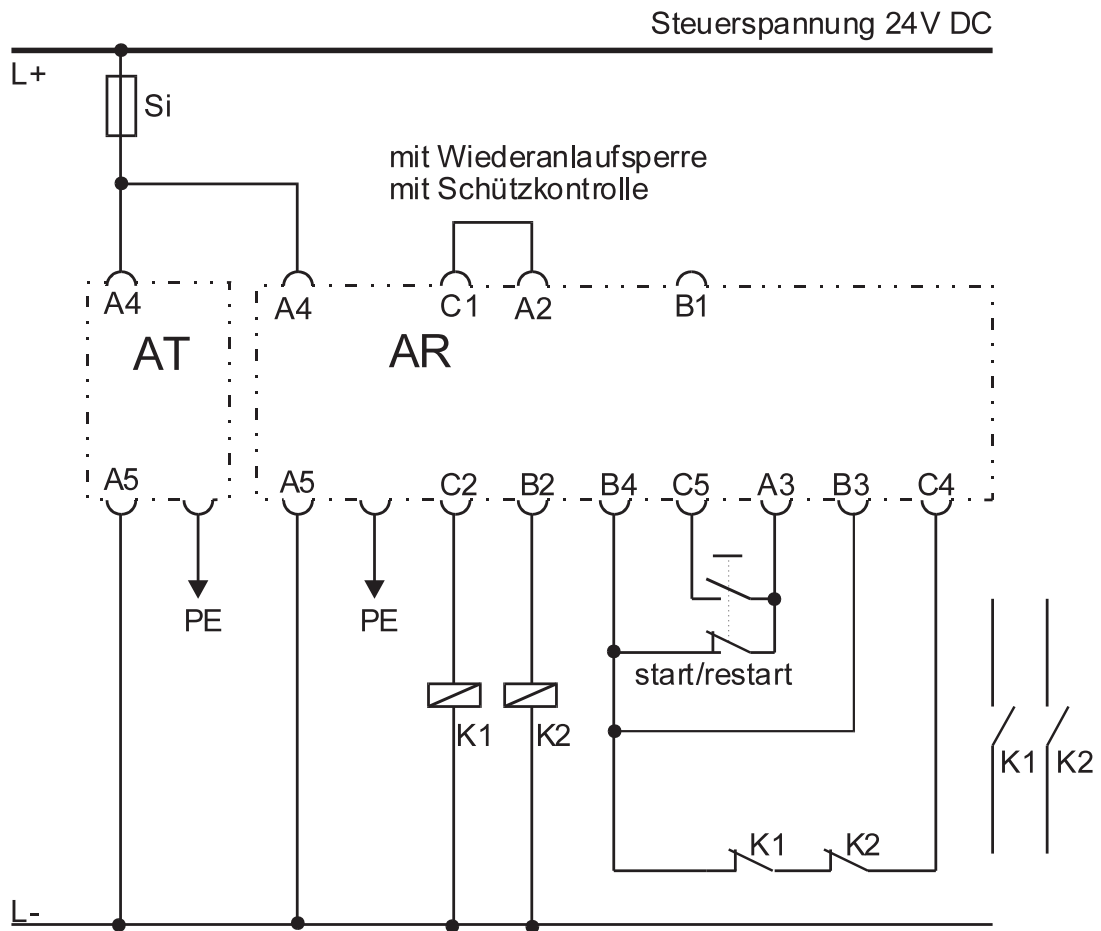 Steuerspannung 24V DC
L+
Si
mit Wiederanlaufsperre
mit Schützkontrolle
A4
A4
C1
A2
B1
AT
AR
A5
A5
C2
B2
B4
C5
A3
B3
C4
PE
PE
start/restart
K1
K2
K1
K2
K1
K2
L-